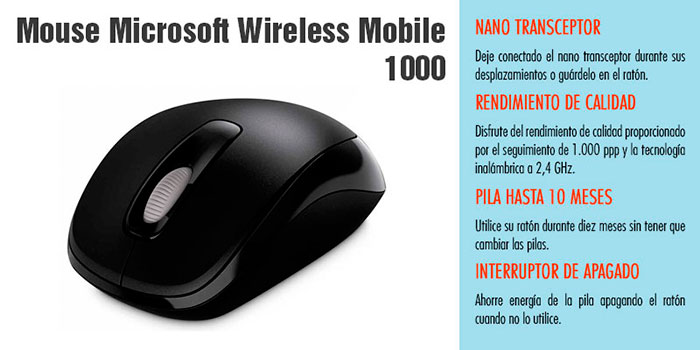 Mouse Microsoft Wireless Mobile
1000
NANO TRANSCEPTOR
Deje conectado el nano transceptor durante sus
desplazamientos o guárdelo en el ratón.
RENDIMIENTO DE CALIDAD
Disfrute del rendimiento de calidad proporcionado
por el seguimiento de 1.000 ppp y la tecnología
inalámbrica a 2,4 GHz.
PILA HASTA 10 MESES
Utilice su ratón durante diez meses sin tener que
cambiar las pilas.
INTERRUPTOR DE APAGADO
Ahorre energía de la pila apagando el ratón
cuando no lo utilice.